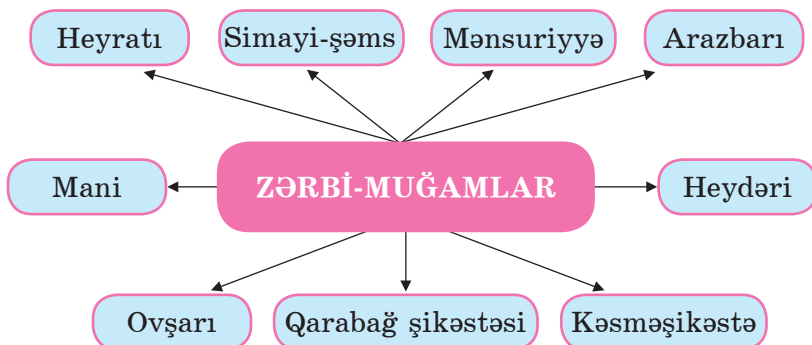 Heyratı
Simayi-şəms
Mənsuriyyə
Arazbarı
Mani
ZƏRBİ-MUĞAMLAR
Heydəri
Ovşarı
Qarabağ şikəstəsi
Kəsməşikəstə